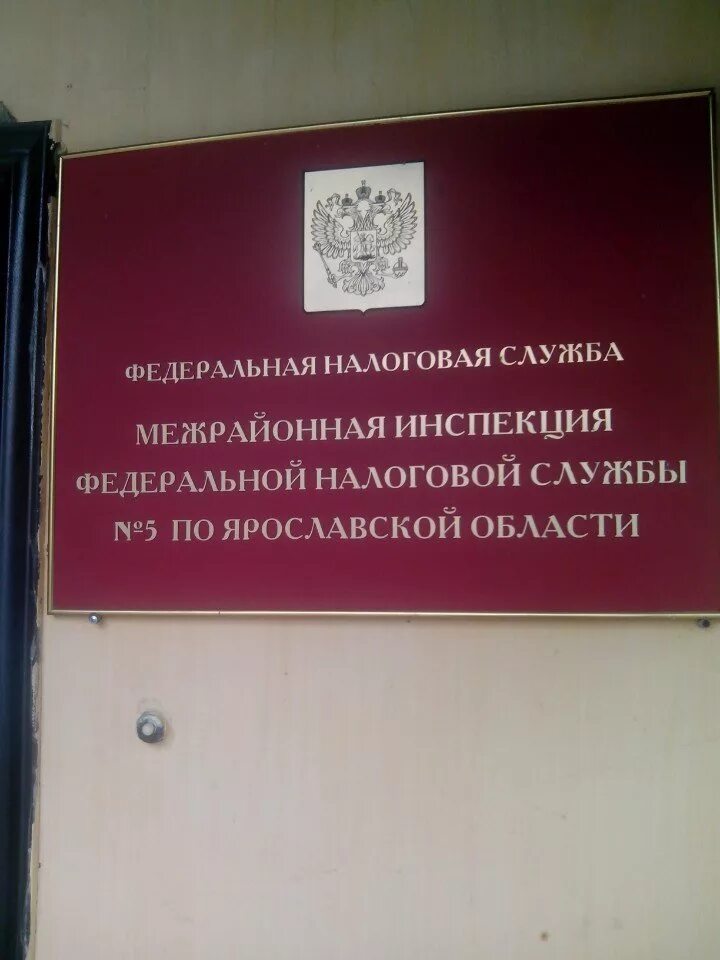 ФЕДЕРАЛЬНАЯ НАЛОГОВАЯ СЛУЖБА
МЕЖРАЙОННАЯ ИНСПЕКЦИЯ
ФЕДЕРАЛЬНОЙ НАЛОГОВОЙ СЛУЖБЫ
№5 ПО ЯРОСЛАВСКОЙ ОБЛАСТИ